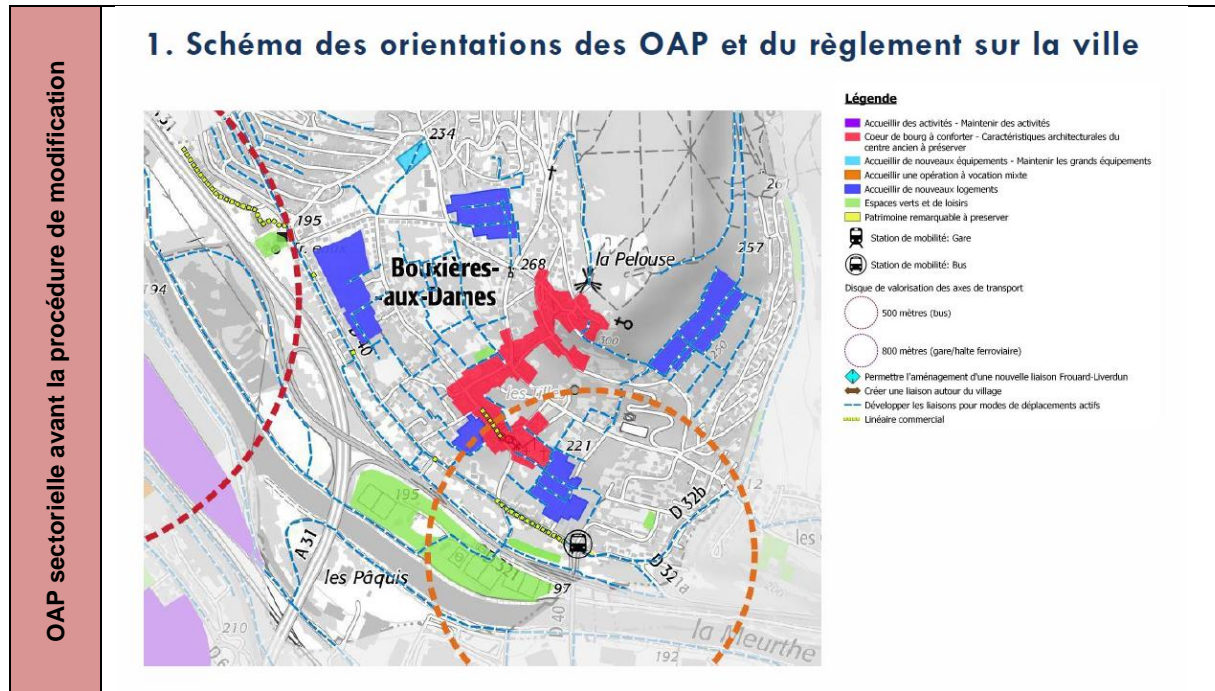 OAP sectorielle avant la procédure de modification
1. Schéma des orientations des OAP et du règlement sur la ville
Légende
Accueillir des activités - Maintenir des activités
Coeur de bourg à conforter - Caractéristiques architecturales du
centre ancien à préserver
Accueillir de nouveaux équipements - Maintenir les grands équipements
Accueillir une opération à vocation mixte
Accueillir de nouveaux logements
Espaces verts et de loisirs
Patrimoine remarquable à preserver
Station de mobilité: Gare
Station de mobilité: Bus
Disque de valorisation des axes de transport
500 mètres (bus)
800 mètres (gare/halte ferroviaire)
Permettre l'aménagement d'une nouvelle liaison Frouard-Liverdun
Créer une liaison autour du village
Développer les liaisons pour modes de déplacements actifs
Linéaire commercial
234
195
268
la Pelouse
257
Bouxières-
aux-Dames
194
D 40
300
250
221
D 32b
195
A 31
les Pâquis
97
D 40
210
la Meurthe
192